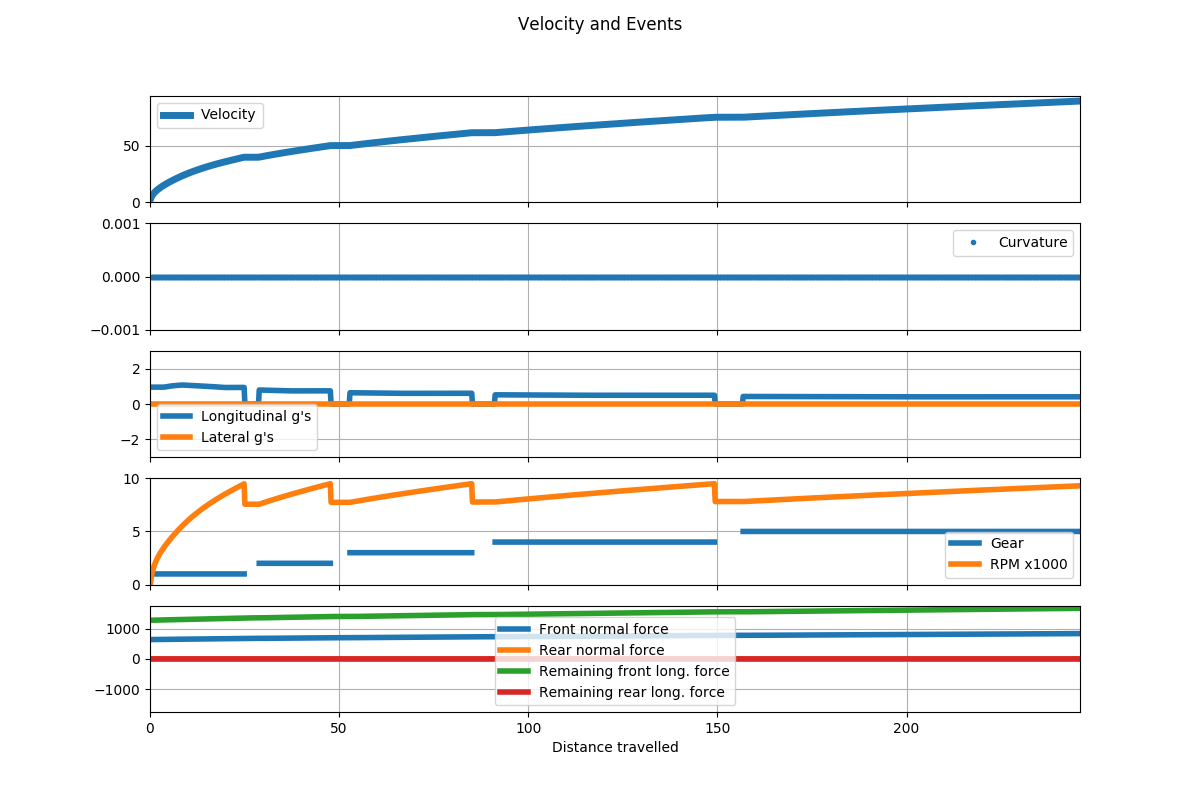 Velocity and Events
Velocity
50
0
0.001
0.000
−0.001
Curvature
2
0
−2
Longitudinal g's
Lateral g's
10
5
0
Gear
RPM x1000
1000
0
−1000
Front normal force
Rear normal force
Remaining front long. force
Remaining rear long. force
0 50 100 150 200
Distance travelled